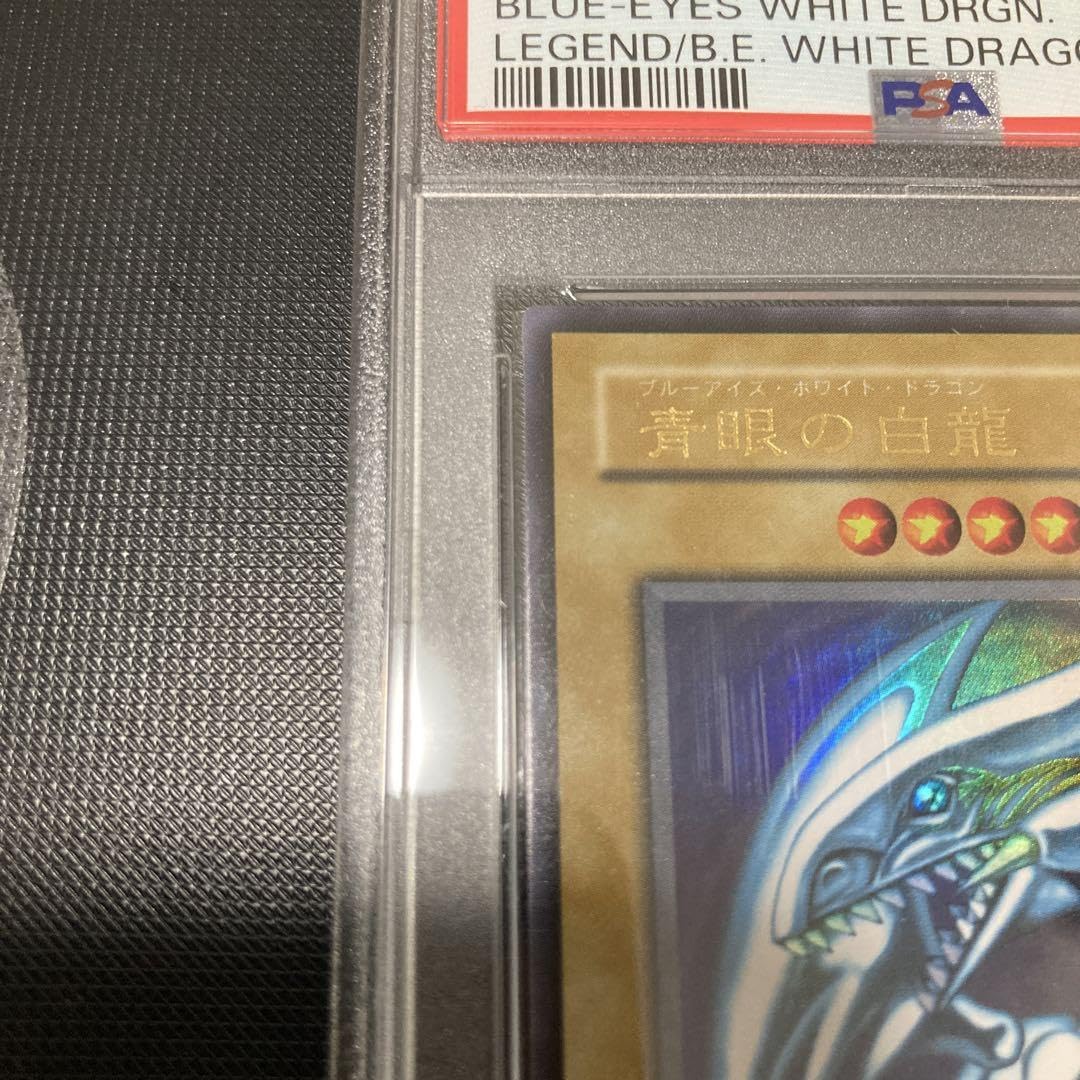 BLUE-EYES WHITE DRGN.
LEGEND/B.E. WHITE
PSA
ブルーアイズ・ホワイト・ドラゴン
青眼の白龍